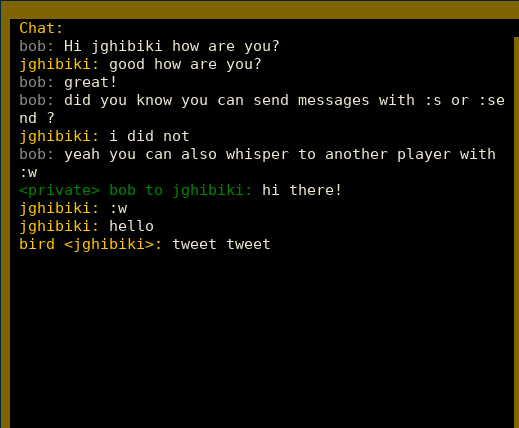 Chat:
bob: Hi jghibiki how are you?
jghibiki: good how are you?
bob: great!
bob: did you know you can send messages with :s or :se
nd ?
jghibiki: i did not
bob: yeah you can also whisper to another player with
:w
<private> bob to jghibiki: hi there!
jghibiki: :w
jghibiki: hello
bird <jghibiki>: tweet tweet